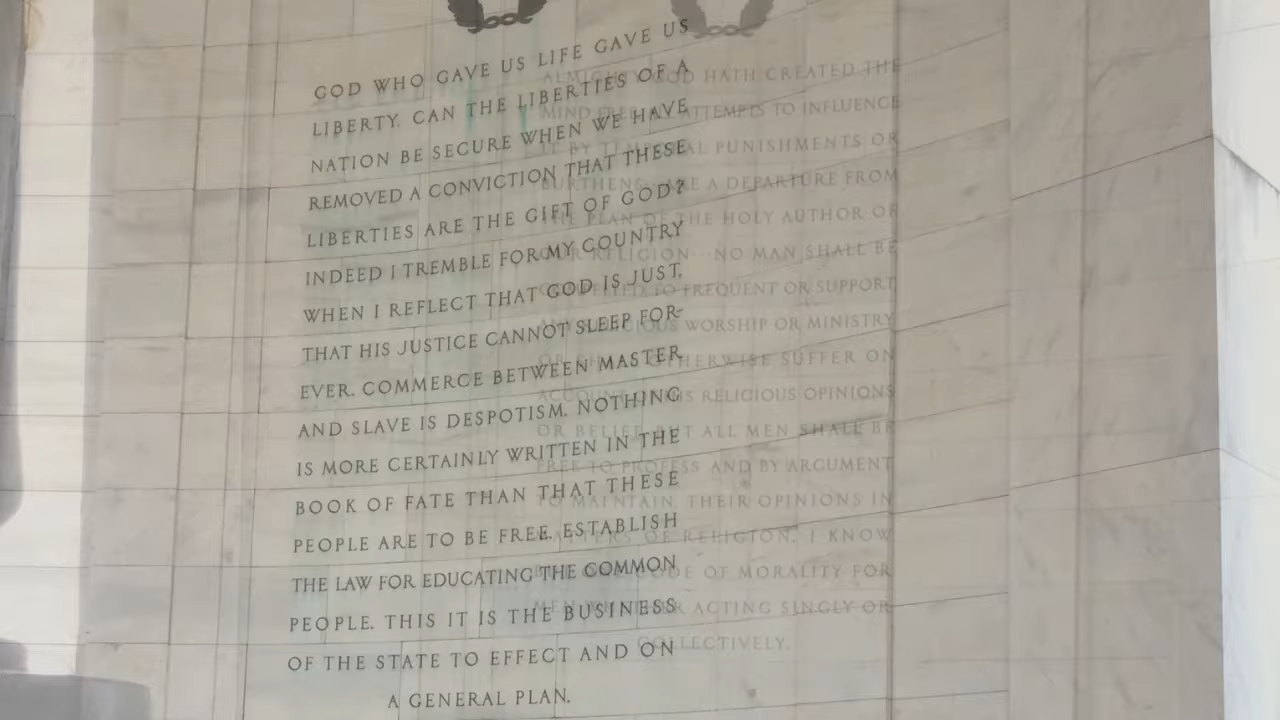 GOD WHO GAVE US LIFE GAVE US
LIBERTY. CAN THE LIBERTIES OF A
NATION BE SECURE WHEN WE HAVE
REMOVED A CONVICTION THAT THESE
LIBERTIES ARE THE GIFT OF GOD?
INDEED I TREMBLE FOR MY COUNTRY
WHEN I REFLECT THAT GOD IS JUST,
THAT HIS JUSTICE CANNOT SLEEP FOR-
EVER. COMMERCE BETWEEN MASTER
AND SLAVE IS DESPOTISM. NOTHING
IS MORE CERTAINLY WRITTEN IN THE
BOOK OF FATE THAN THAT THESE
PEOPLE ARE TO BE FREE. ESTABLISH
THE LAW FOR EDUCATING THE COMMON
PEOPLE. THIS IT IS THE BUSINESS
OF THE STATE TO EFFECT AND ON
A GENERAL PLAN.
HATH CREATED THE
ATTEMPTS TO INFLUENCE
PUNISHMENTS OR
ARE A DEPARTURE FROM
THE PLAN OF THE HOLY AUTHOR OF
OUR RELICION···NO MAN SHALL BE
TO FREQUENT OR SUPPORT
WORSHIP OR MINISTRY
OTHERWISE SUFFER ON
RELIGIOUS OPINIONS
OR BELIEF, BUT ALL MEN SHALL BE
FREE TO PROFESS AND BY ARGUMENT
TO MAINTAIN, THEIR OPINIONS IN
OF RELIGION. I KNOW
OF MORALITY FOR
ACTING SINGLY OR
COLLECTIVELY.